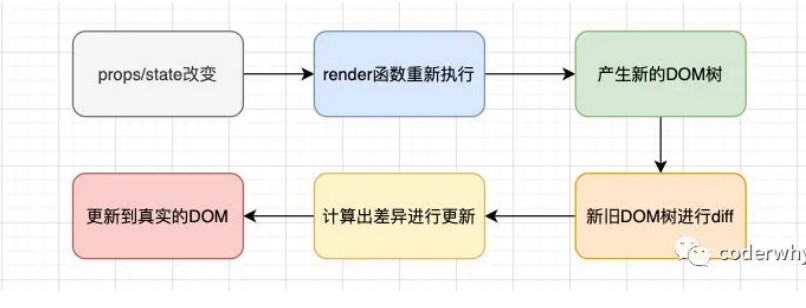 props/state改变
render函数重新执行
产生新的DOM树
更新到真实的DOM
计算出差异进行更新
新旧DOM树进行diff
coderwhy